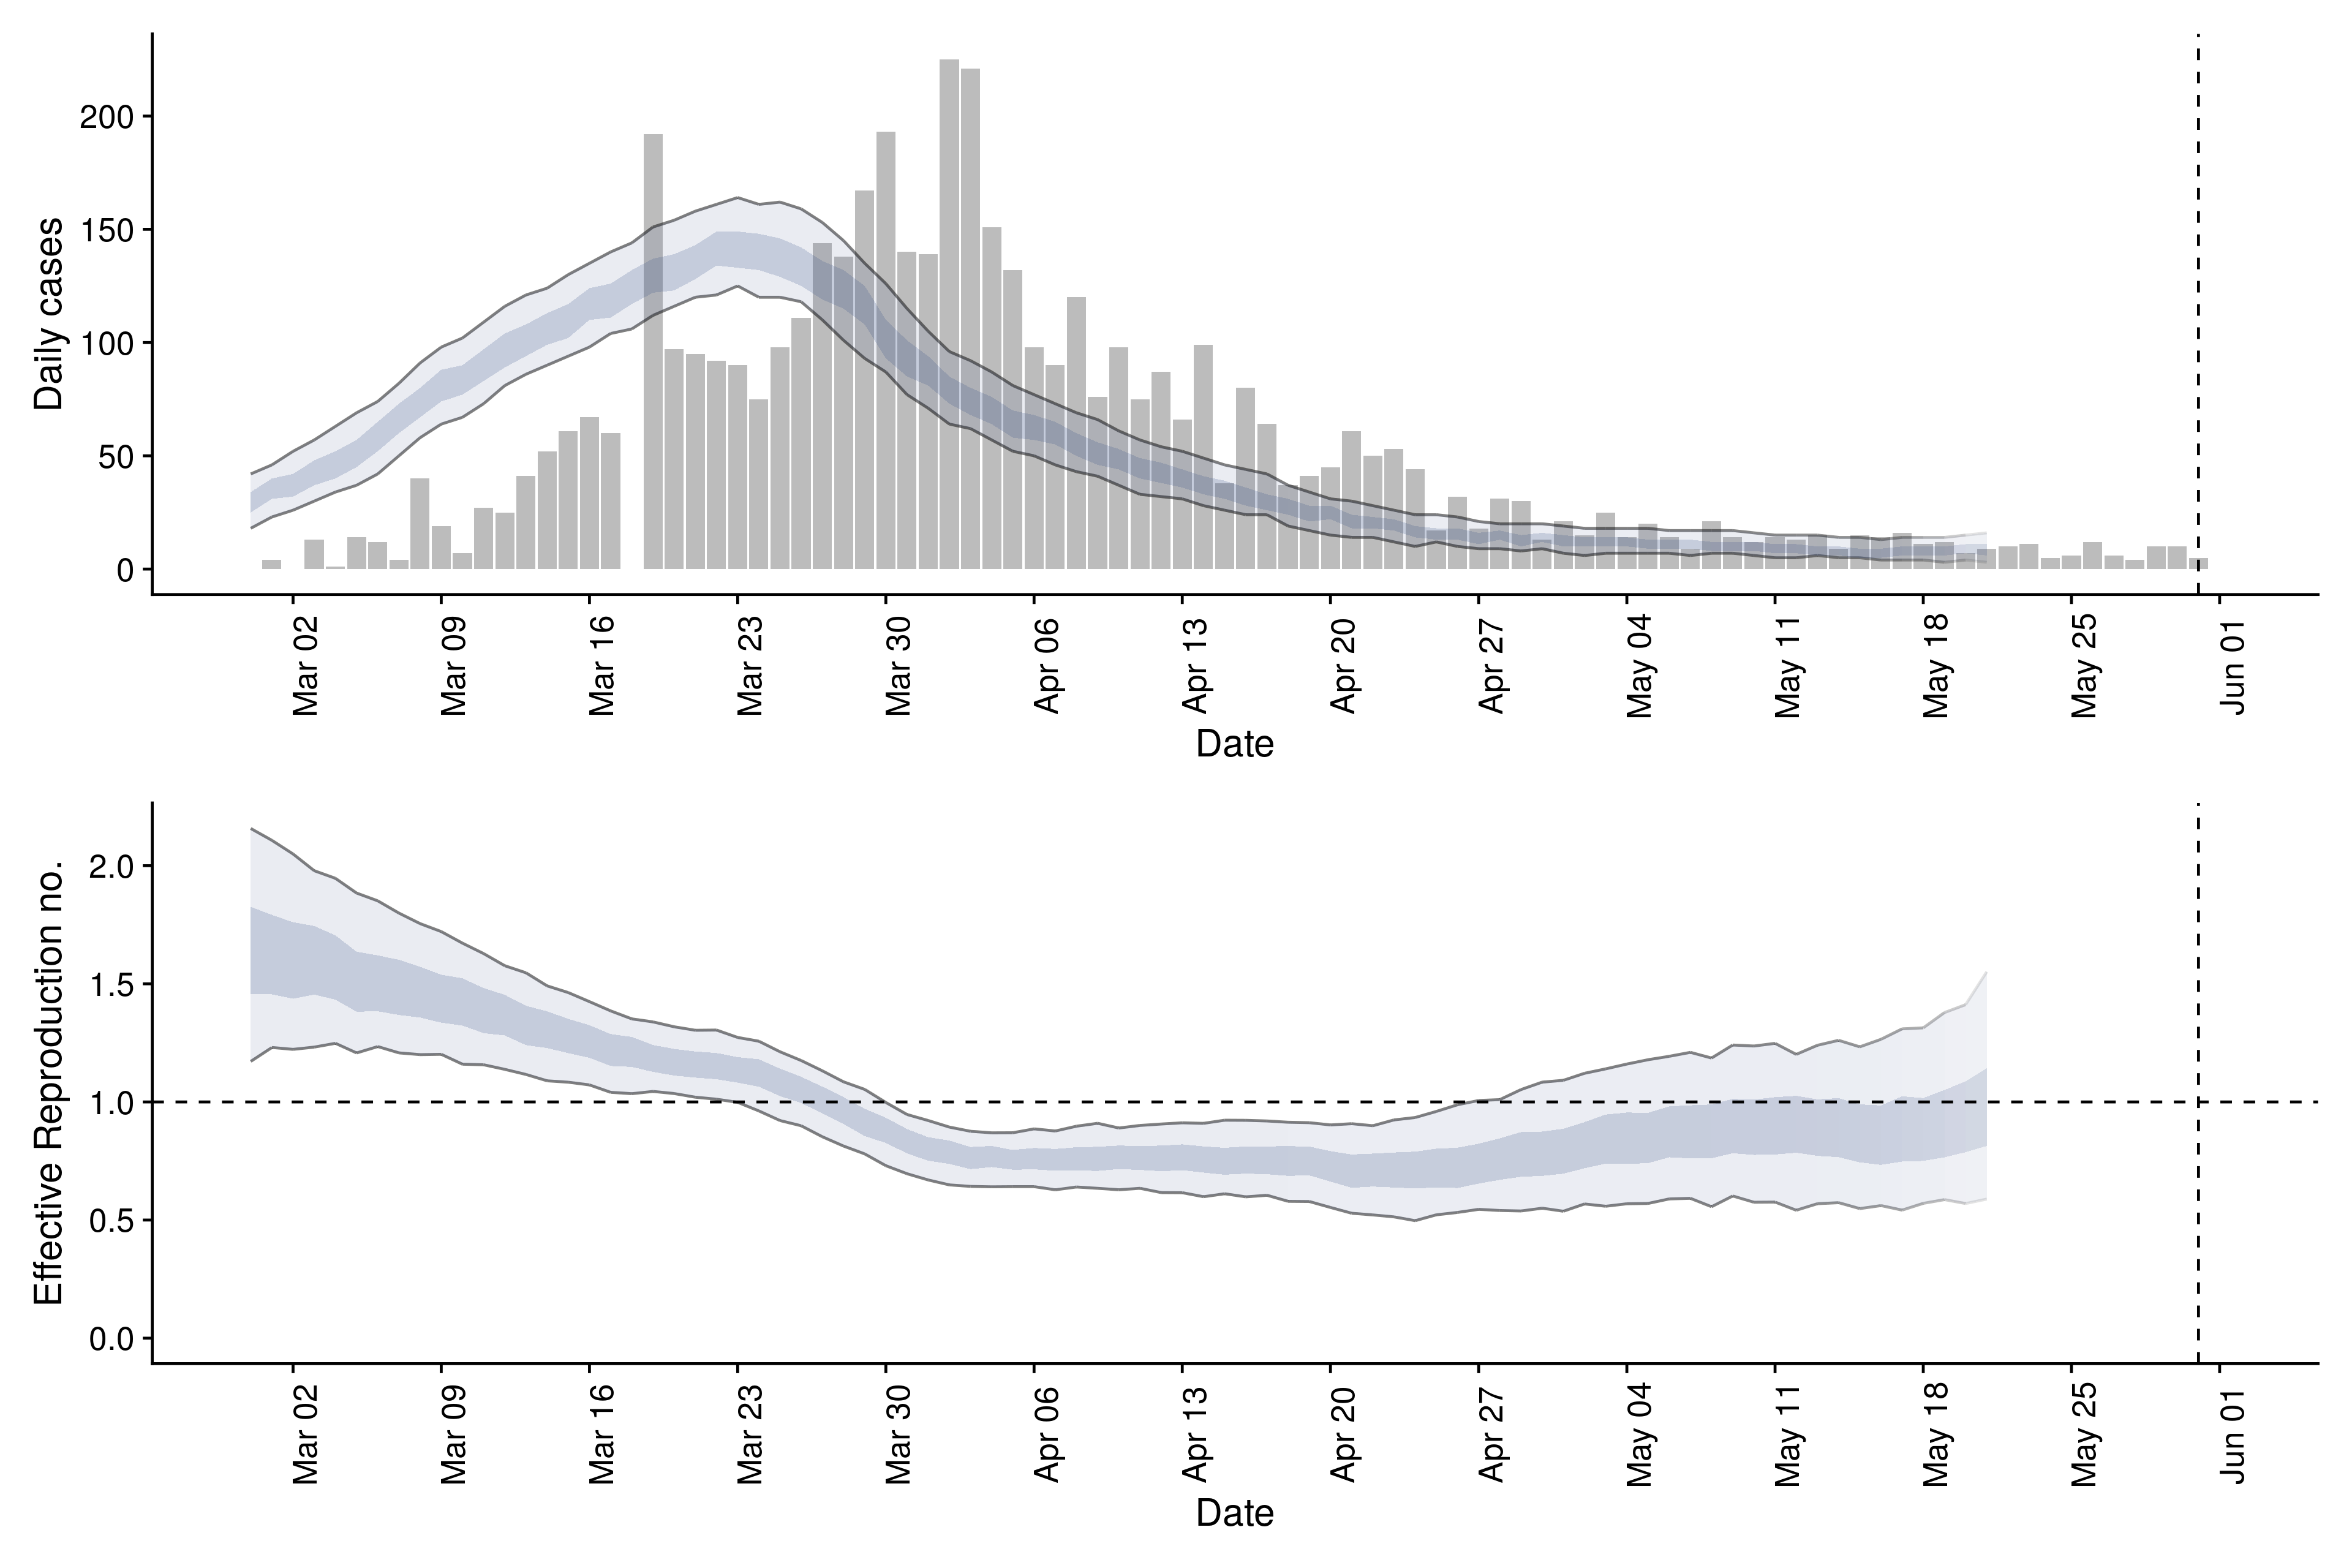 Daily cases
200
150
100
50
0
Mar 02
Mar 09
Mar 16
Mar 23
Mar 30
Apr 06
Apr 13
Apr 20
Apr 27
May 04
May 11
May 18
May 25
Jun 01
Date
Effective Reproduction no.
2.0
1.5
1.0
0.5
0.0
Mar 02
Mar 09
Mar 16
Mar 23
Mar 30
Apr 06
Apr 13
Apr 20
Apr 27
May 04
May 11
May 18
May 25
Jun 01
Date